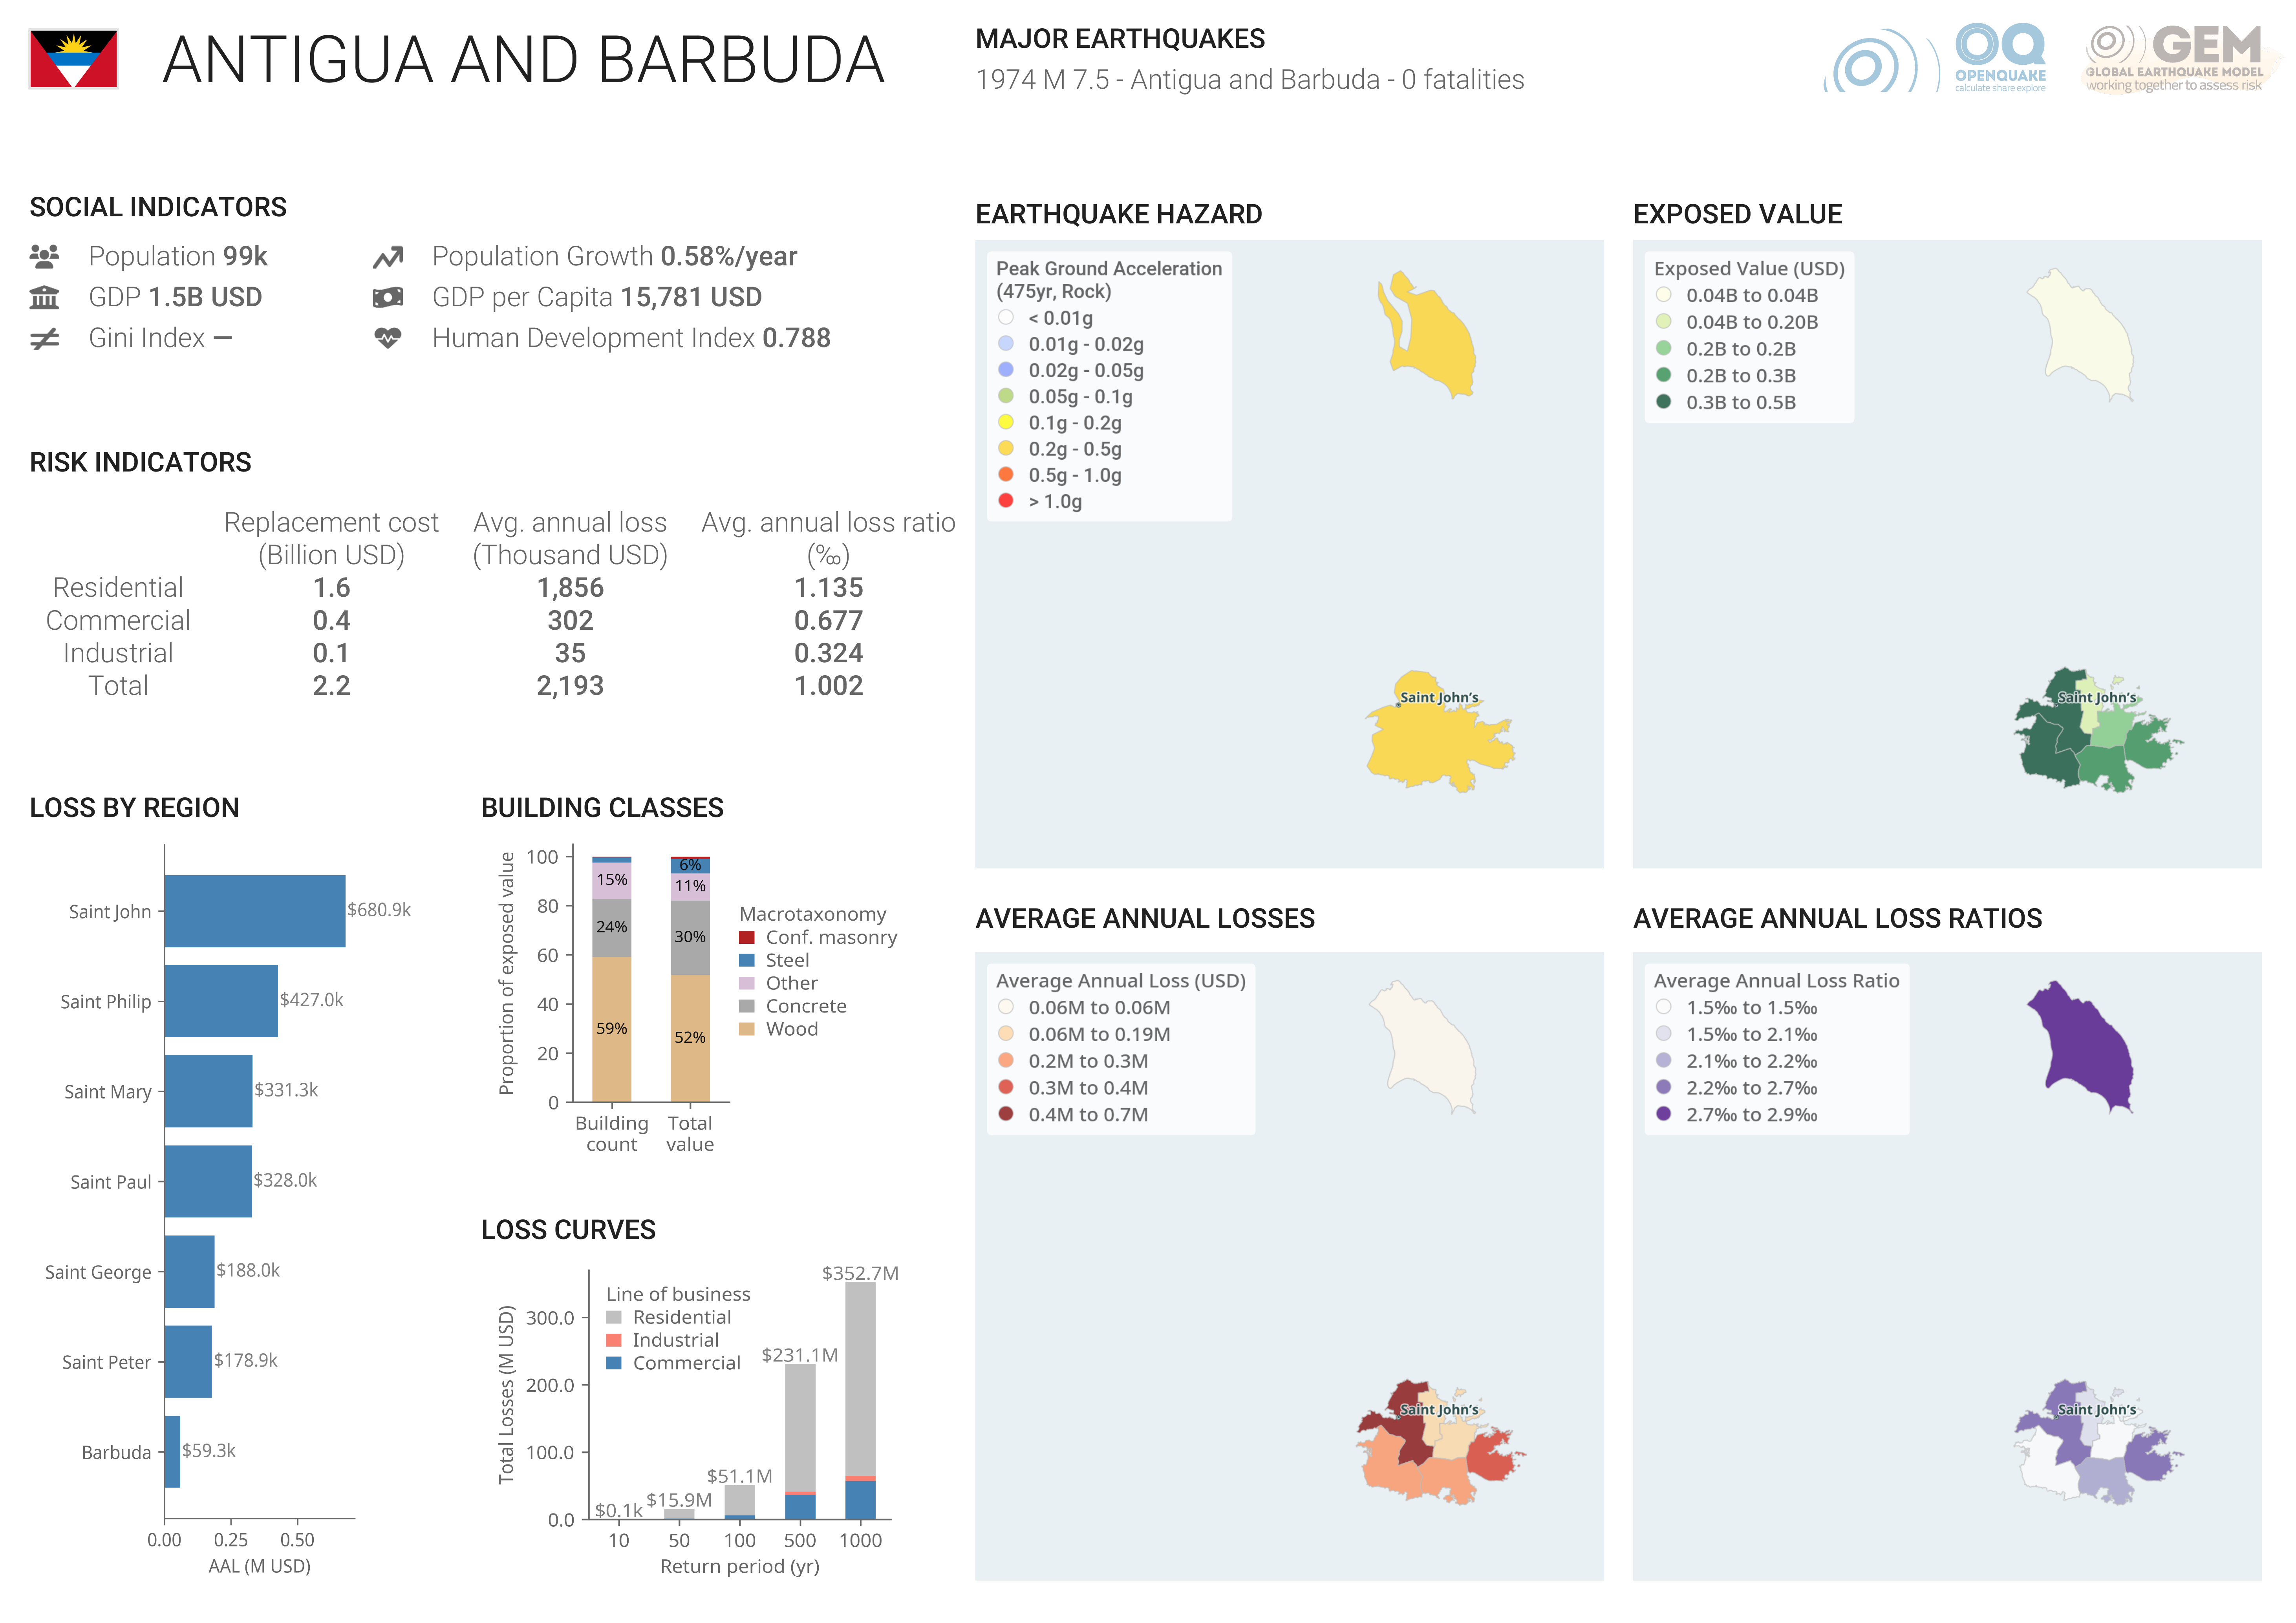 ANTIGUA AND BARBUDA
MAJOR EARTHQUAKES
1974 M 7.5 - Antigua and Barbuda - 0 fatalities
OQ
OPENQUAKE
calculate share explore
GEM
GLOBAL EARTHQUAKE MODEL
working together to assess risk
SOCIAL INDICATORS
Population 99k
Population Growth 0.58%/year
GDP 1.5B USD
GDP per Capita 15,781 USD
Gini Index —
Human Development Index 0.788
RISK INDICATORS
Replacement cost (Billion USD)
Avg. annual loss (Thousand USD)
Avg. annual loss ratio (‰)
Residential 1.6 1,856 1.135
Commercial 0.4 302 0.677
Industrial 0.1 35 0.324
Total 2.2 2,193 1.002
LOSS BY REGION
Saint John $680.9k
Saint Philip $427.0k
Saint Mary $331.3k
Saint Paul $328.0k
Saint George $188.0k
Saint Peter $178.9k
Barbuda $59.3k
0.00 0.25 0.50
AAL (M USD)
BUILDING CLASSES
Proportion of exposed value
100
80
60
40
20
0
15%
24%
59%
6%
11%
30%
52%
Building count
Total value
Macrotaxonomy
Conf. masonry
Steel
Other
Concrete
Wood
LOSS CURVES
Total Losses (M USD)
300.0
200.0
100.0
0.0
Line of business
Residential
Industrial
Commercial
$0.1k
$15.9M
$51.1M
$231.1M
$352.7M
10 50 100 500 1000
Return period (yr)
EARTHQUAKE HAZARD
Peak Ground Acceleration
(475yr, Rock)
< 0.01g
0.01g - 0.02g
0.02g - 0.05g
0.05g - 0.1g
0.1g - 0.2g
0.2g - 0.5g
0.5g - 1.0g
> 1.0g
Saint John's
EXPOSED VALUE
Exposed Value (USD)
0.04B to 0.04B
0.04B to 0.20B
0.2B to 0.2B
0.2B to 0.3B
0.3B to 0.5B
Saint John's
AVERAGE ANNUAL LOSSES
Average Annual Loss (USD)
0.06M to 0.06M
0.06M to 0.19M
0.2M to 0.3M
0.3M to 0.4M
0.4M to 0.7M
Saint John's
AVERAGE ANNUAL LOSS RATIOS
Average Annual Loss Ratio
1.5‰ to 1.5‰
1.5‰ to 2.1‰
2.1‰ to 2.2‰
2.2‰ to 2.7‰
2.7‰ to 2.9‰
Saint John's